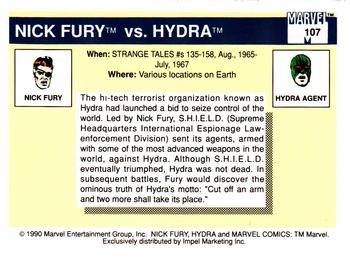 NICK FURY™ vs. HYDRA™
MARVEL™
107
When: STRANGE TALES #s 135-158, Aug., 1965-
July, 1967
Where: Various locations on Earth
NICK FURY
HYDRA AGENT
The hi-tech terrorist organization known as
Hydra had launched a bid to seize control of the
world. Led by Nick Fury, S.H.I.E.L.D. (Supreme
Headquarters International Espionage Law-
enforcement Division) sent its agents, armed
with some of the most advanced weapons in the
world, against Hydra. Although S.H.I.E.L.D.
eventually triumphed, Hydra was not dead. In
subsequent battles, Fury would discover the
ominous truth of Hydra's motto: "Cut off an arm
and two more shall take its place."
© 1990 Marvel Entertainment Group, Inc. NICK FURY, HYDRA and MARVEL COMICS: TM Marvel.
Exclusively distributed by Impel Marketing Inc.